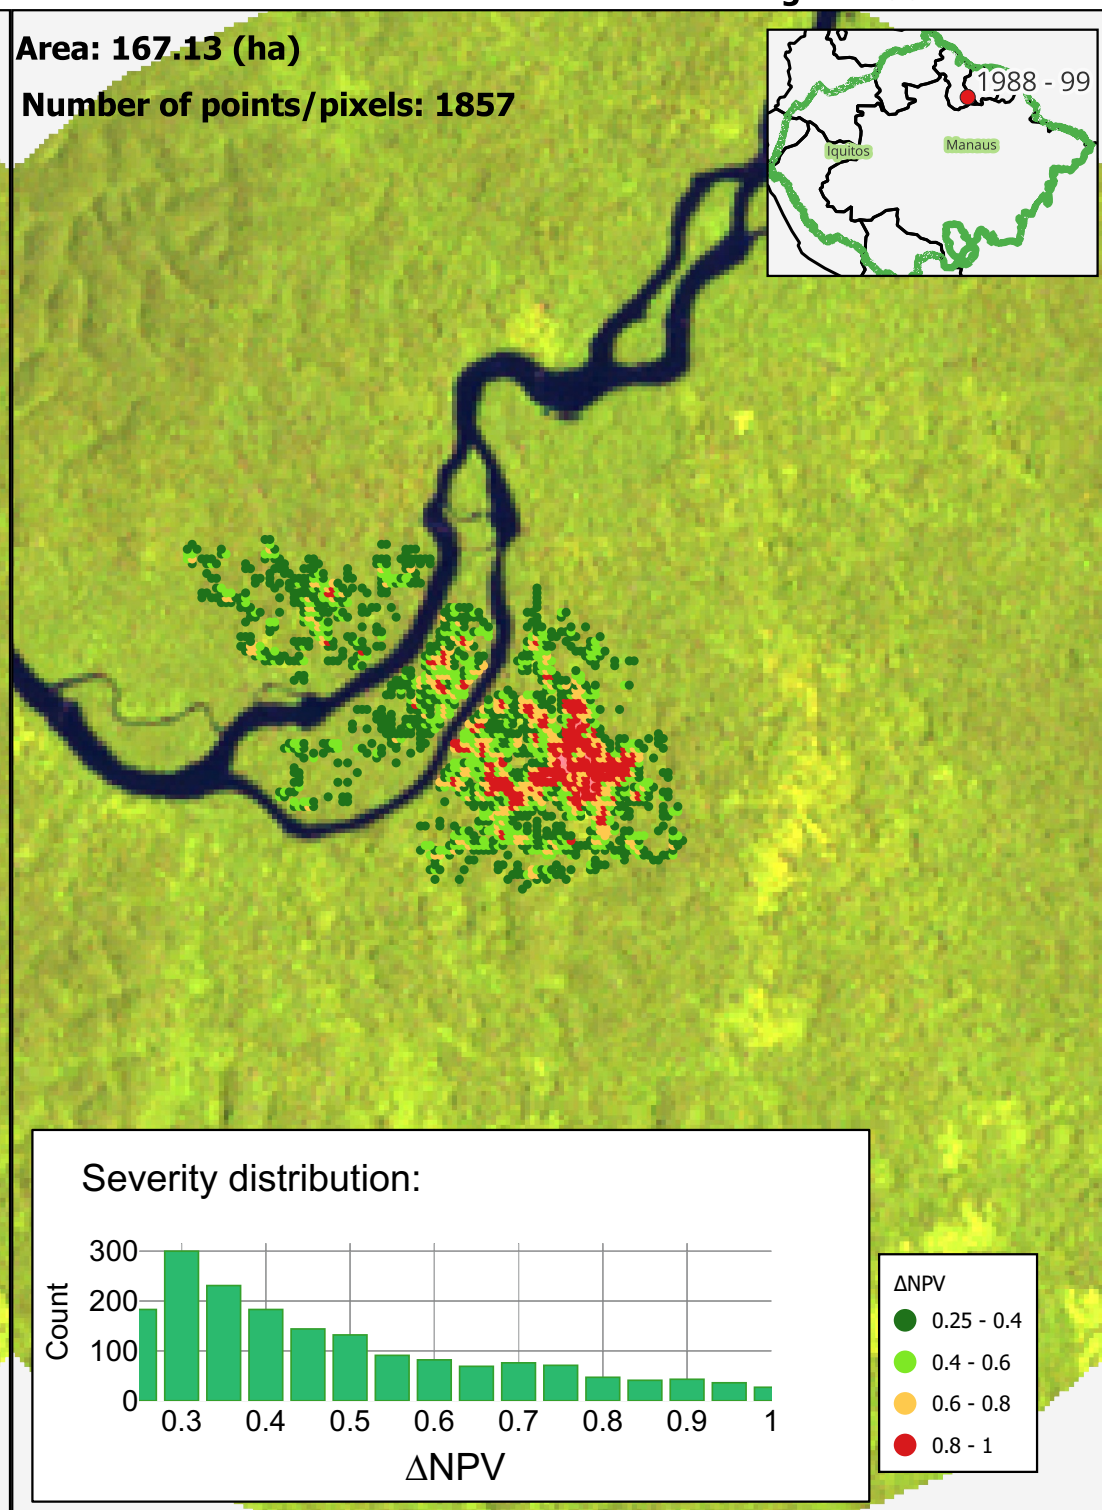 Area: 167.13 (ha)
Number of points/pixels: 1857
1988 - 99
Iquitos
Manaus
Severity distribution:
Count
300
200
100
0
0.3 0.4 0.5 0.6 0.7 0.8 0.9 1
ΔNPV
ΔNPV
0.25 - 0.4
0.4 - 0.6
0.6 - 0.8
0.8 - 1